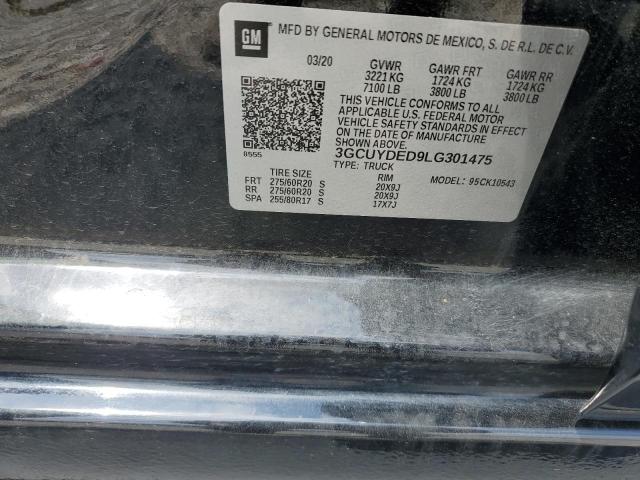 GM
MFD BY GENERAL MOTORS DE MEXICO, S. DE R.L. DE C.V.
03/20 GVWR GAWR FRT GAWR RR
3221 KG 1724 KG 1724 KG
7100 LB 3800 LB 3800 LB
THIS VEHICLE CONFORMS TO ALL
APPLICABLE U.S. FEDERAL MOTOR
VEHICLE SAFETY STANDARDS IN EFFECT
ON THE DATE OF MANUFACTURE
SHOWN ABOVE.
8555 3GCUYDED9LG301475
TYPE: TRUCK
TIRE SIZE RIM MODEL: 95CK10543
FRT 275/60R20 S 20X9J
RR 275/60R20 S 20X9J
SPA 255/80R17 S 17X7J